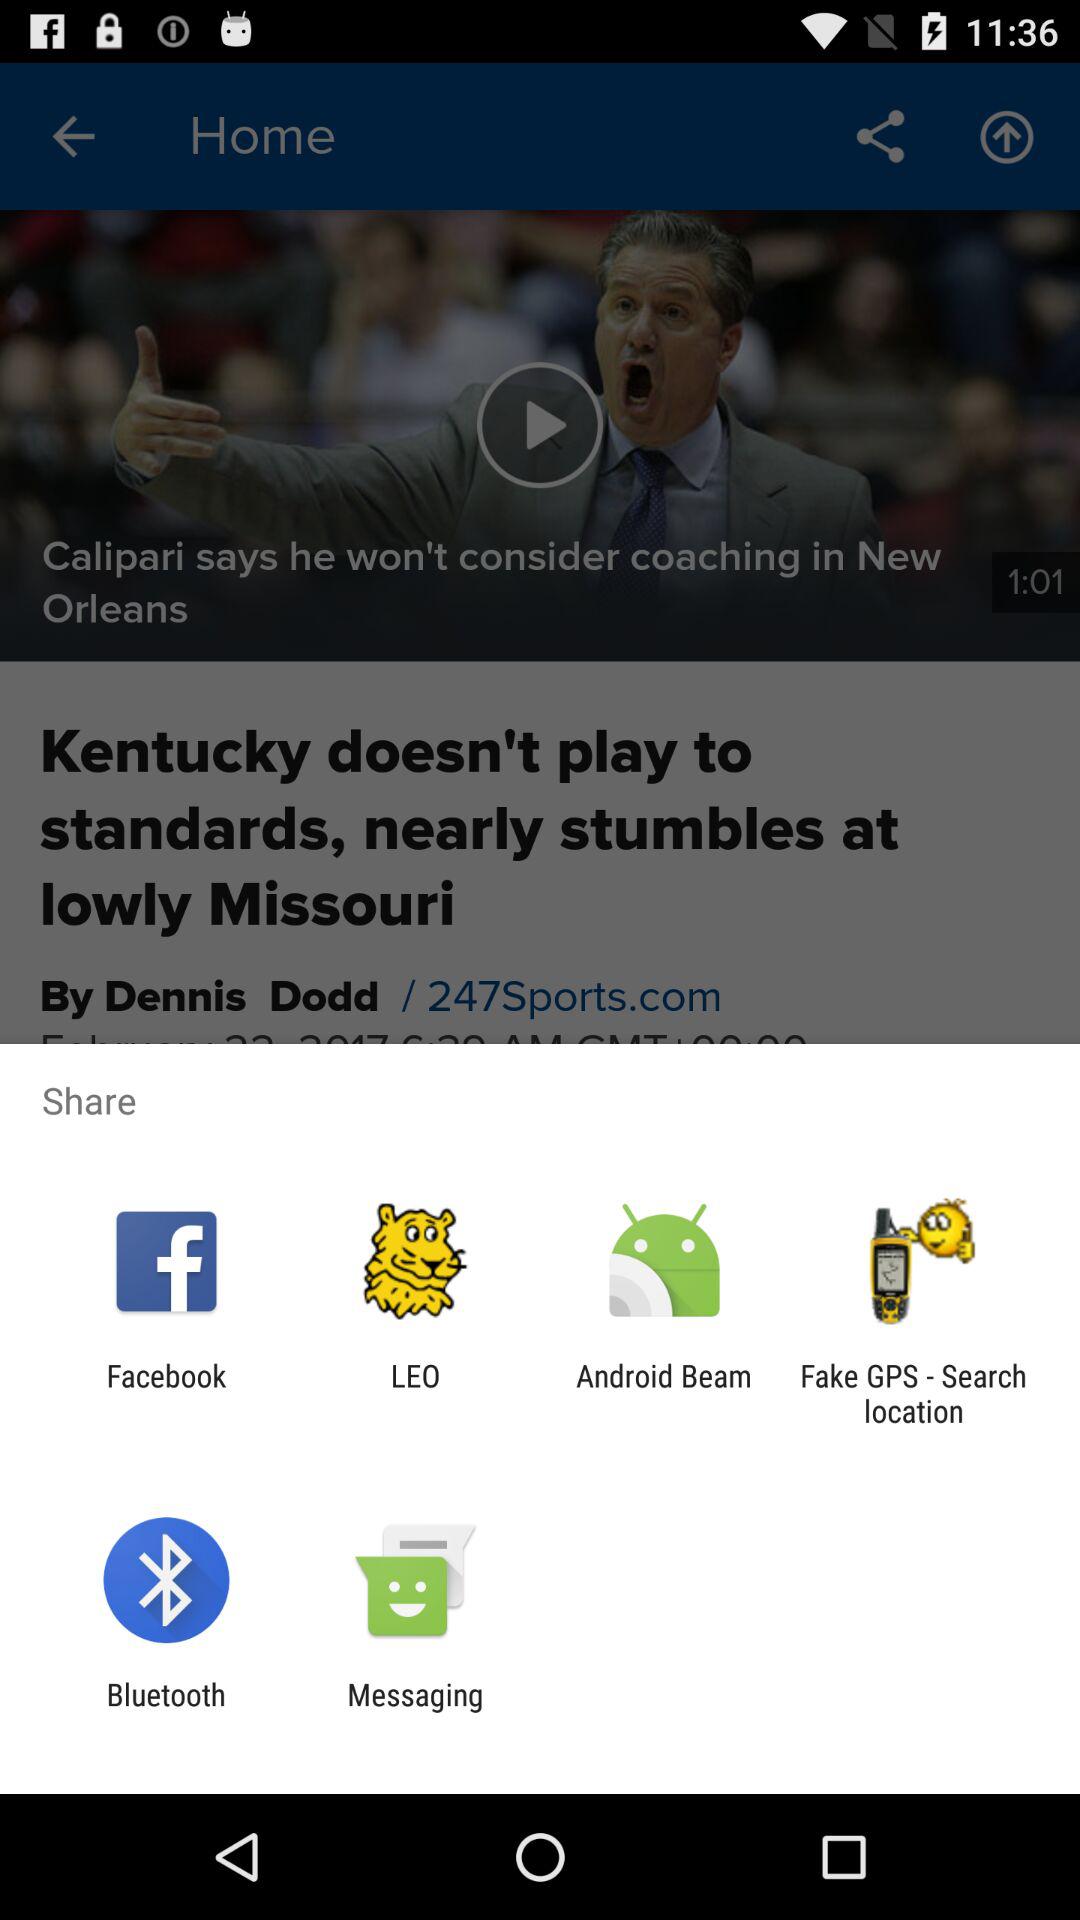 11:36
Home
Calipari says he won't consider coaching in New
Orleans
1:01
Kentucky doesn't play to
standards, nearly stumbles at
lowly Missouri
By Dennis Dodd / 247Sports.com
Share
Facebook
LEO
Android Beam
Fake GPS - Search
location
Bluetooth
Messaging